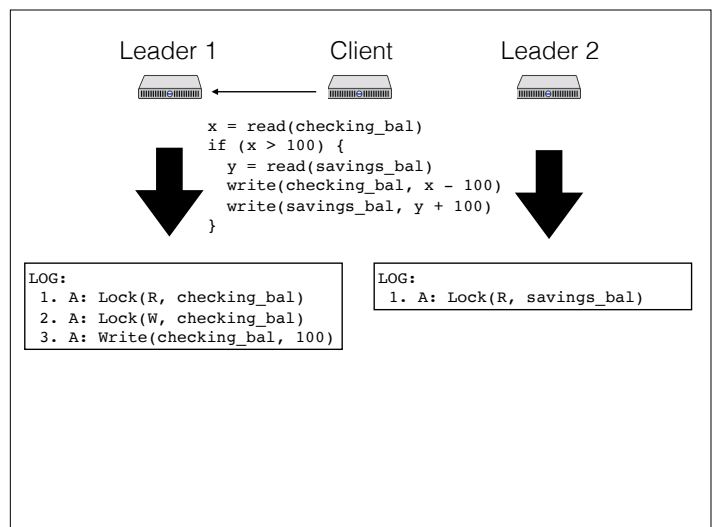 Leader 1
Client
Leader 2
x = read(checking_bal)
if (x > 100) {
  y = read(savings_bal)
  write(checking_bal, x - 100)
  write(savings_bal, y + 100)
}
LOG:
 1. A: Lock(R, checking_bal)
 2. A: Lock(W, checking_bal)
 3. A: Write(checking_bal, 100)
LOG:
 1. A: Lock(R, savings_bal)